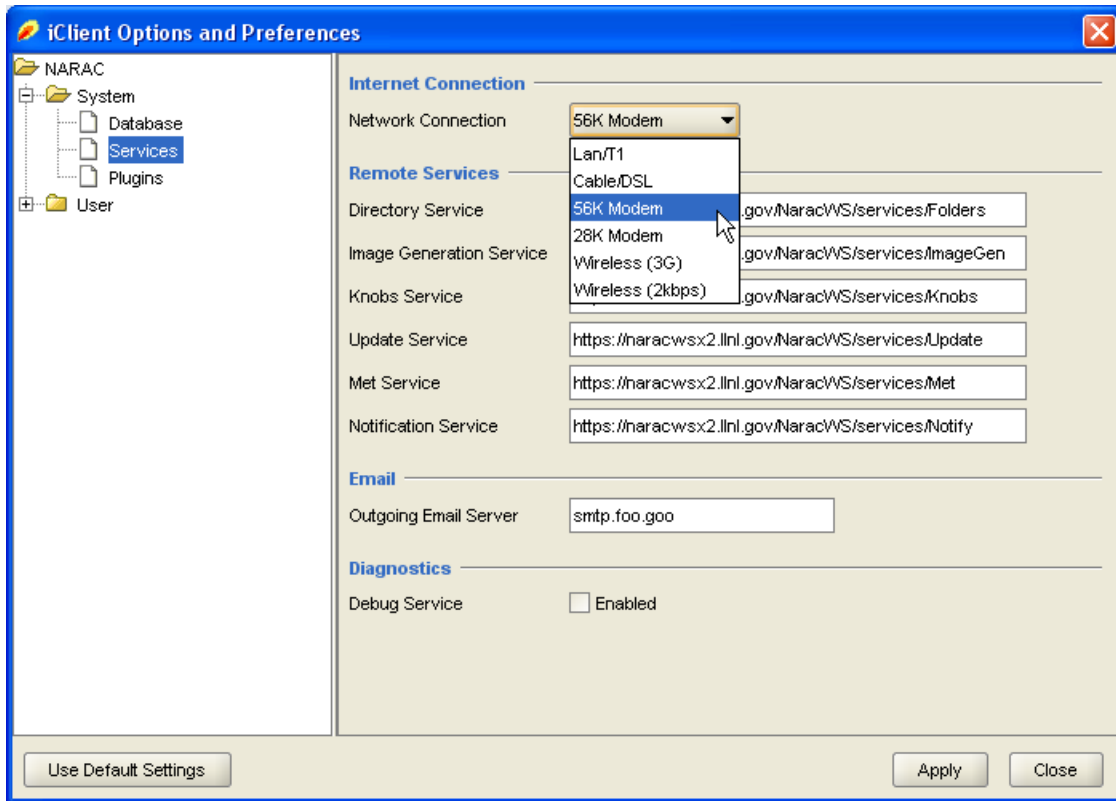 iClient Options and Preferences
NARAC
System
Database
Services
Plugins
User
Internet Connection
Network Connection 56K Modem
Lan/T1
Cable/DSL
56K Modem
28K Modem
Wireless (3G)
Wireless (2kbps)
Remote Services
Directory Service .gov/NaracWS/services/Folders
Image Generation Service .gov/NaracWS/services/ImageGen
Knobs Service .gov/NaracWS/services/Knobs
Update Service https://naracwsx2.llnl.gov/NaracWS/services/Update
Met Service https://naracwsx2.llnl.gov/NaracWS/services/Met
Notification Service https://naracwsx2.llnl.gov/NaracWS/services/Notify
Email
Outgoing Email Server smtp.foo.goo
Diagnostics
Debug Service Enabled
Use Default Settings Apply Close